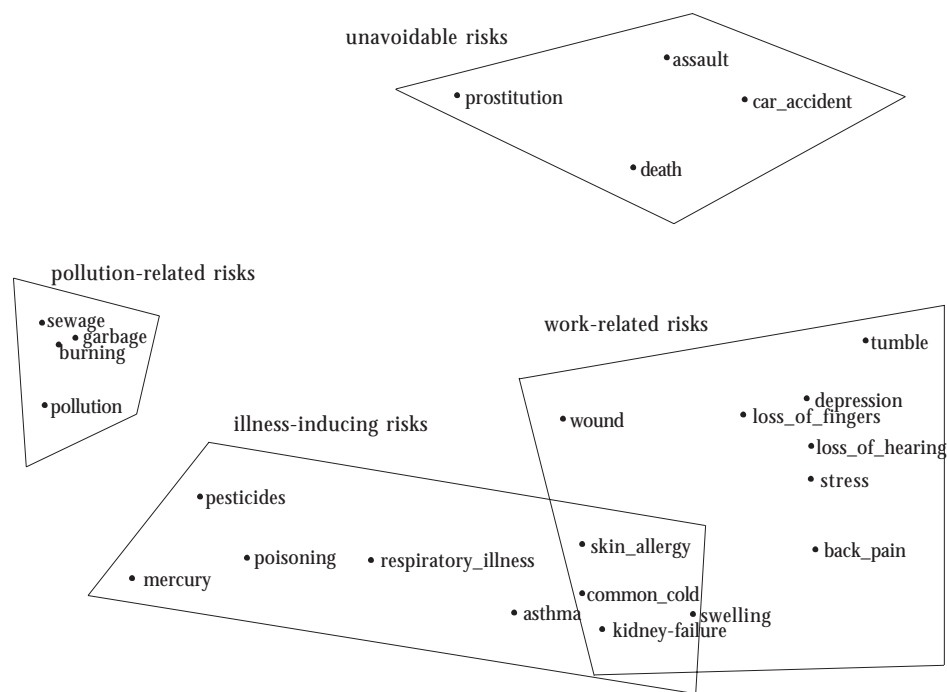 unavoidable risks
assault
prostitution
car_accident
death
pollution-related risks
sewage
garbage
burning
pollution
work-related risks
tumble
depression
loss_of_fingers
wound
loss_of_hearing
stress
back_pain
illness-inducing risks
pesticides
poisoning
respiratory_illness
mercury
skin_allergy
common_cold
asthma
swelling
kidney-failure